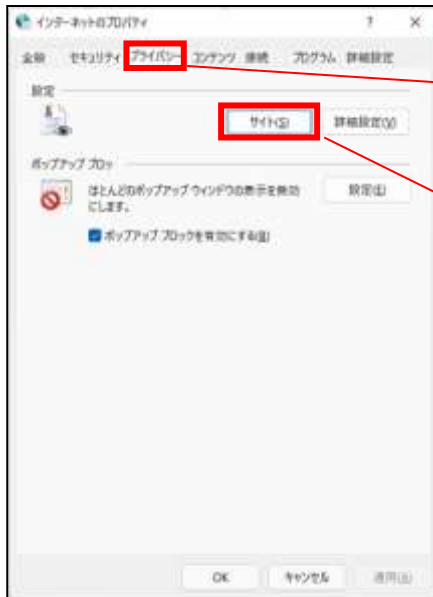 インターネットのプロパティ ? ×
全般 セキュリティ プライバシー コンテンツ 接続 プログラム 詳細設定
設定
サイト(S) 詳細設定(V)
ポップアップ ブロック
ほとんどのポップアップ ウィンドウの表示を無効 設定(E)
にします。
ポップアップ ブロックを有効にする(B)
OK キャンセル 適用(A)